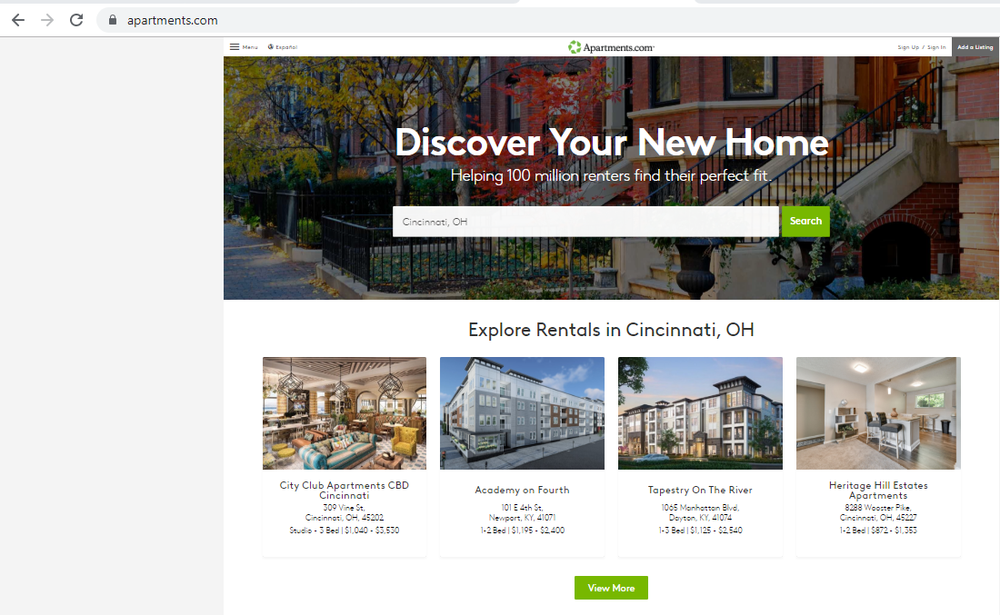 apartments.com
Menu Español
Apartments.com
Sign Up / Sign In
Add a Listing
Discover Your New Home
Helping 100 million renters find their perfect fit.
Cincinnati, OH
Search
Explore Rentals in Cincinnati, OH
City Club Apartments CBD
Cincinnati
309 Vine St,
Cincinnati, OH, 45202
Studio - 3 Bed | $1,040 - $3,530
Academy on Fourth
101 E 4th St,
Newport, KY, 41071
1-2 Bed | $1,195 - $2,400
Tapestry On The River
1065 Manhattan Blvd,
Dayton, KY, 41074
1-3 Bed | $1,125 - $2,540
Heritage Hill Estates
Apartments
8288 Wooster Pike,
Cincinnati, OH, 45227
1-2 Bed | $872 - $1,353
View More